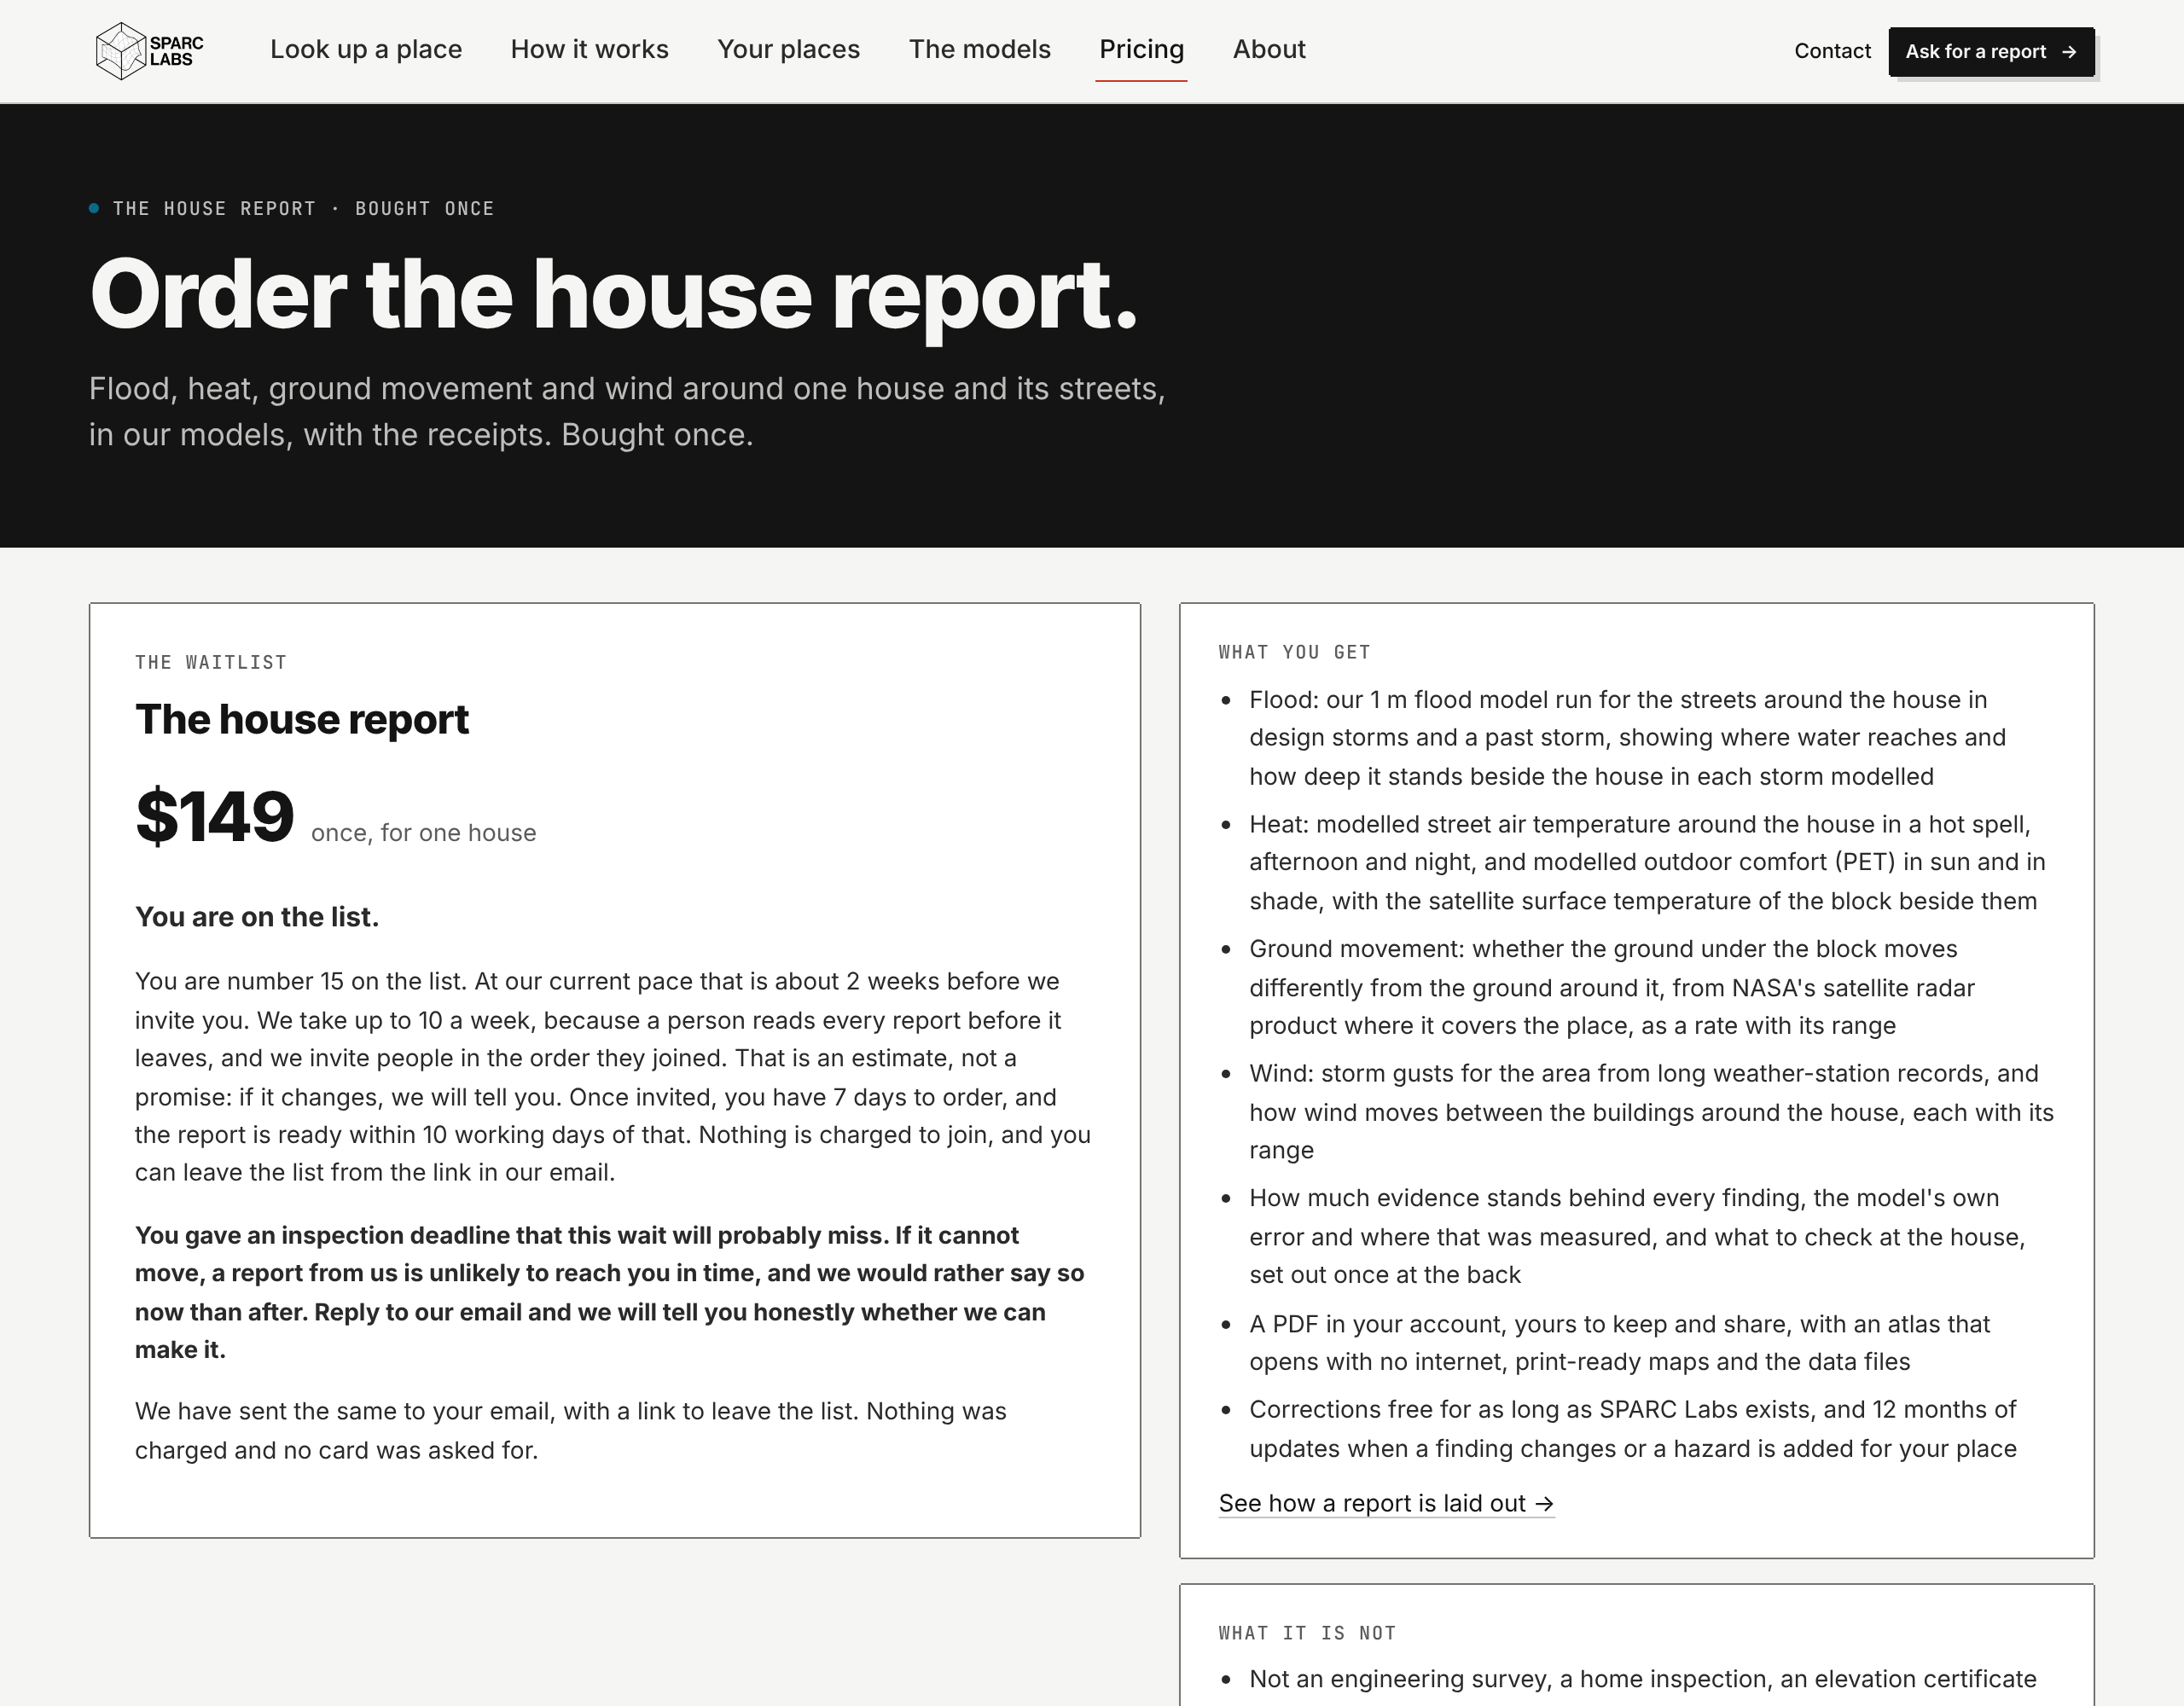 SPARC
LABS
Look up a place
How it works
Your places
The models
Pricing
About
Contact
Ask for a report →
THE HOUSE REPORT · BOUGHT ONCE
Order the house report.
Flood, heat, ground movement and wind around one house and its streets,
in our models, with the receipts. Bought once.
THE WAITLIST
The house report
$149 once, for one house
You are on the list.
You are number 15 on the list. At our current pace that is about 2 weeks before we
invite you. We take up to 10 a week, because a person reads every report before it
leaves, and we invite people in the order they joined. That is an estimate, not a
promise: if it changes, we will tell you. Once invited, you have 7 days to order, and
the report is ready within 10 working days of that. Nothing is charged to join, and you
can leave the list from the link in our email.
You gave an inspection deadline that this wait will probably miss. If it cannot
move, a report from us is unlikely to reach you in time, and we would rather say so
now than after. Reply to our email and we will tell you honestly whether we can
make it.
We have sent the same to your email, with a link to leave the list. Nothing was
charged and no card was asked for.
WHAT YOU GET
• Flood: our 1 m flood model run for the streets around the house in
design storms and a past storm, showing where water reaches and
how deep it stands beside the house in each storm modelled
• Heat: modelled street air temperature around the house in a hot spell,
afternoon and night, and modelled outdoor comfort (PET) in sun and in
shade, with the satellite surface temperature of the block beside them
• Ground movement: whether the ground under the block moves
differently from the ground around it, from NASA's satellite radar
product where it covers the place, as a rate with its range
• Wind: storm gusts for the area from long weather-station records, and
how wind moves between the buildings around the house, each with its
range
• How much evidence stands behind every finding, the model's own
error and where that was measured, and what to check at the house,
set out once at the back
• A PDF in your account, yours to keep and share, with an atlas that
opens with no internet, print-ready maps and the data files
• Corrections free for as long as SPARC Labs exists, and 12 months of
updates when a finding changes or a hazard is added for your place
See how a report is laid out →
WHAT IT IS NOT
• Not an engineering survey, a home inspection, an elevation certificate